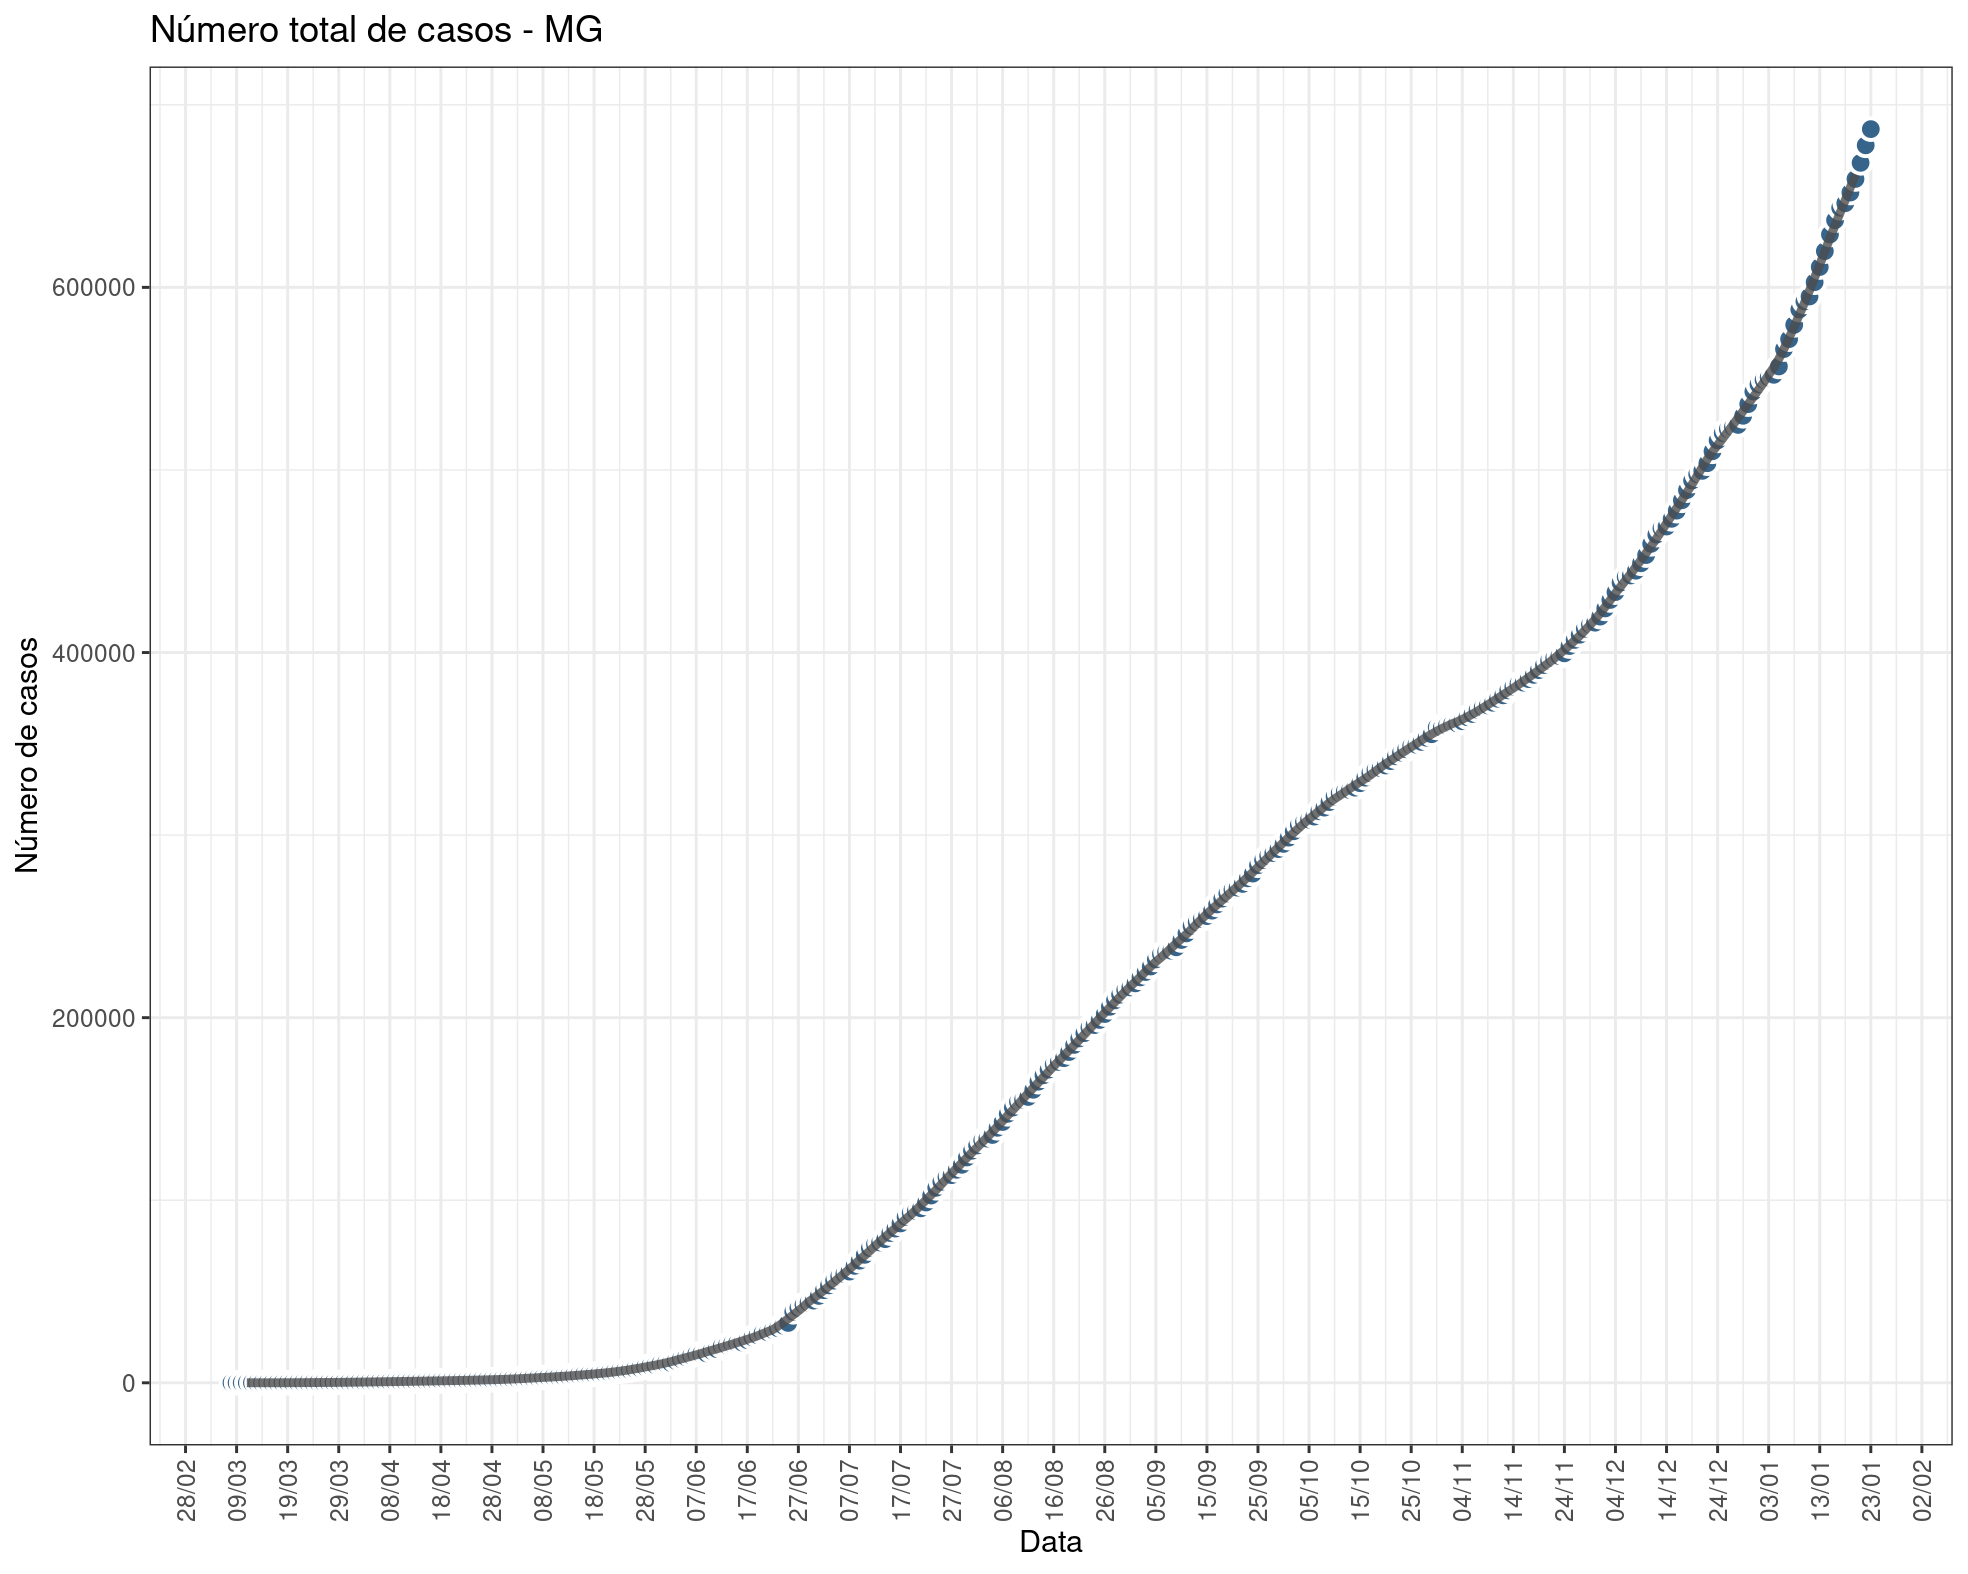 Número total de casos - MG
Número de casos
600000
400000
200000
0
28/02 09/03 19/03 29/03 08/04 18/04 28/04 08/05 18/05 28/05 07/06 17/06 27/06 07/07 17/07 27/07 06/08 16/08 26/08 05/09 15/09 25/09 05/10 15/10 25/10 04/11 14/11 24/11 04/12 14/12 24/12 03/01 13/01 23/01 02/02
Data